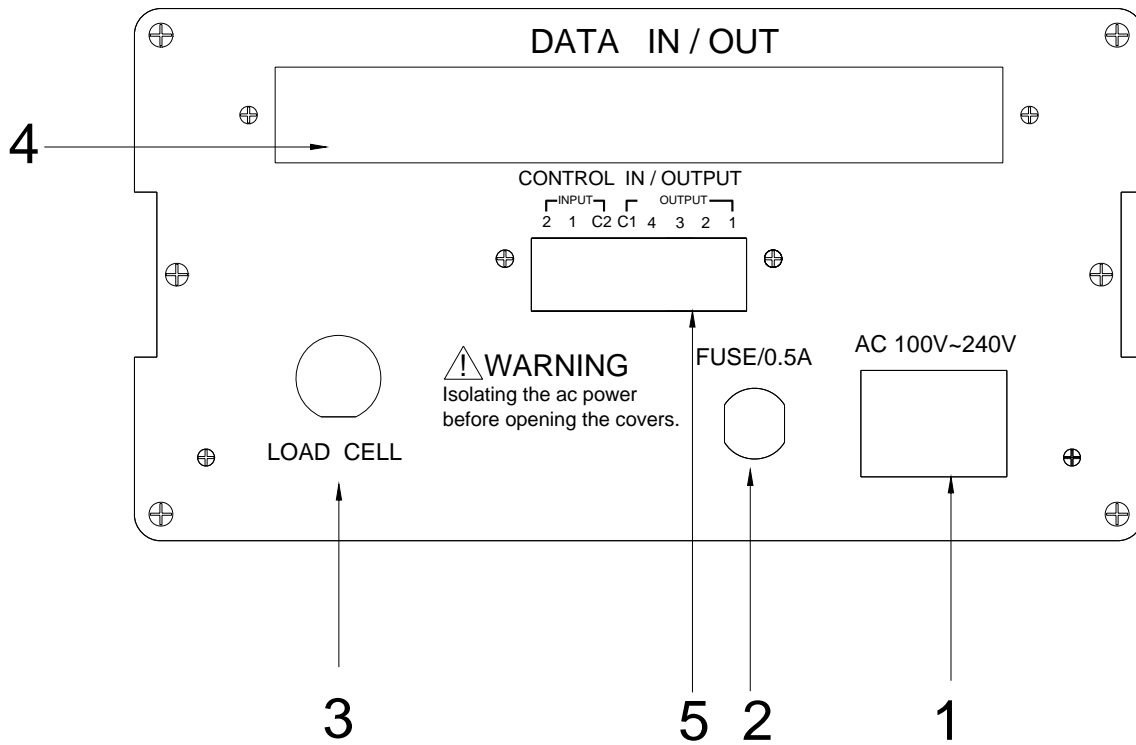 DATA IN / OUT
4
CONTROL IN / OUTPUT
INPUT OUTPUT
2 1 C2 C1 4 3 2 1
AC 100V~240V
FUSE/0.5A
WARNING
Isolating the ac power
before opening the covers.
LOAD CELL
3 5 2 1